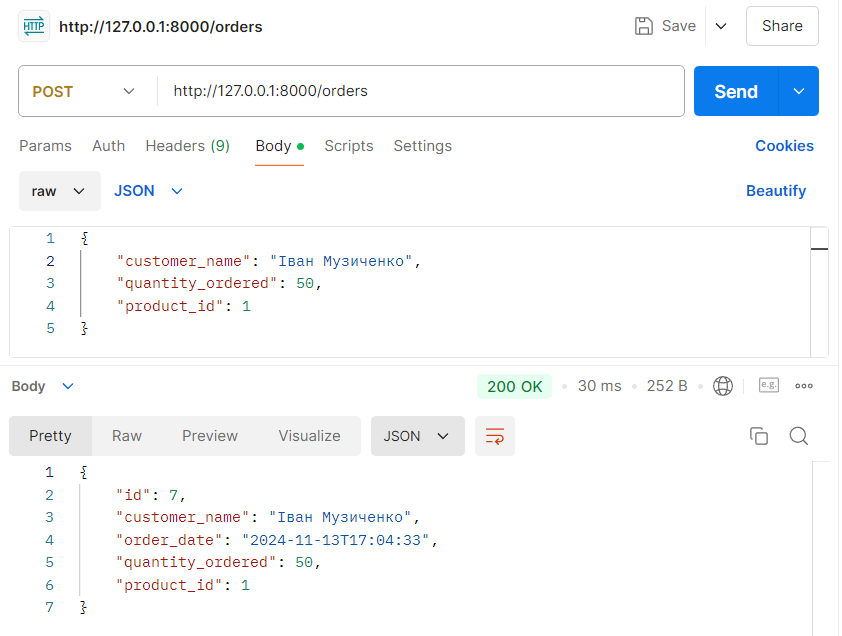 HTTP http://127.0.0.1:8000/orders Save Share
POST http://127.0.0.1:8000/orders Send
Params Auth Headers (9) Body Scripts Settings Cookies
raw JSON Beautify
1 {
2 "customer_name": "Іван Музиченко",
3 "quantity_ordered": 50,
4 "product_id": 1
5 }
Body 200 OK 30 ms 252 B e.g.
Pretty Raw Preview Visualize JSON
1 {
2 "id": 7,
3 "customer_name": "Іван Музиченко",
4 "order_date": "2024-11-13T17:04:33",
5 "quantity_ordered": 50,
6 "product_id": 1
7 }